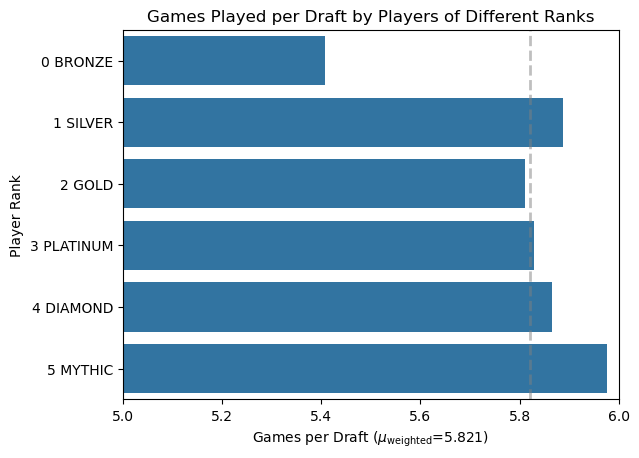 Games Played per Draft by Players of Different Ranks
Player Rank
0 BRONZE
1 SILVER
2 GOLD
3 PLATINUM
4 DIAMOND
5 MYTHIC
5.0 5.2 5.4 5.6 5.8 6.0
Games per Draft (μweighted=5.821)